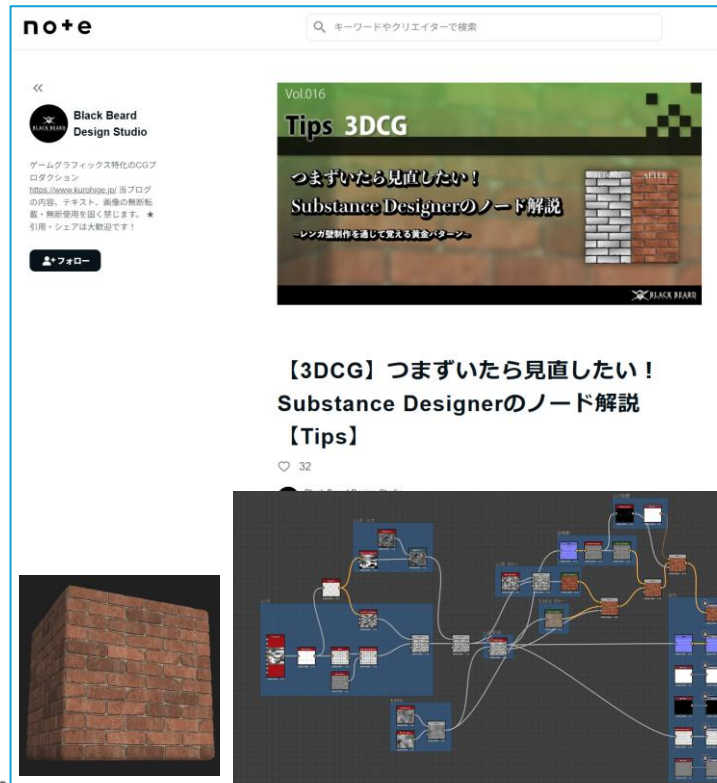 note
キーワードやクリエイターで検索
Black Beard
Design Studio
BLACK BEARD
ゲームグラフィックス特化のCGプ
ロダクション
https://www.kurohige.jp/ 当ブログ
の内容、テキスト、画像の無断転
載・無断使用を固く禁じます。 ★
引用・シェアは大歓迎です！
フォロー
Vol.016
Tips 3DCG
つまずいたら見直したい！
Substance Designerのノード解説
~レンガ壁制作を通じて覚える黄金パターン~
BEFORE
AFTER
BLACK BEARD
【3DCG】つまずいたら見直したい！
Substance Designerのノード解説
【Tips】
32